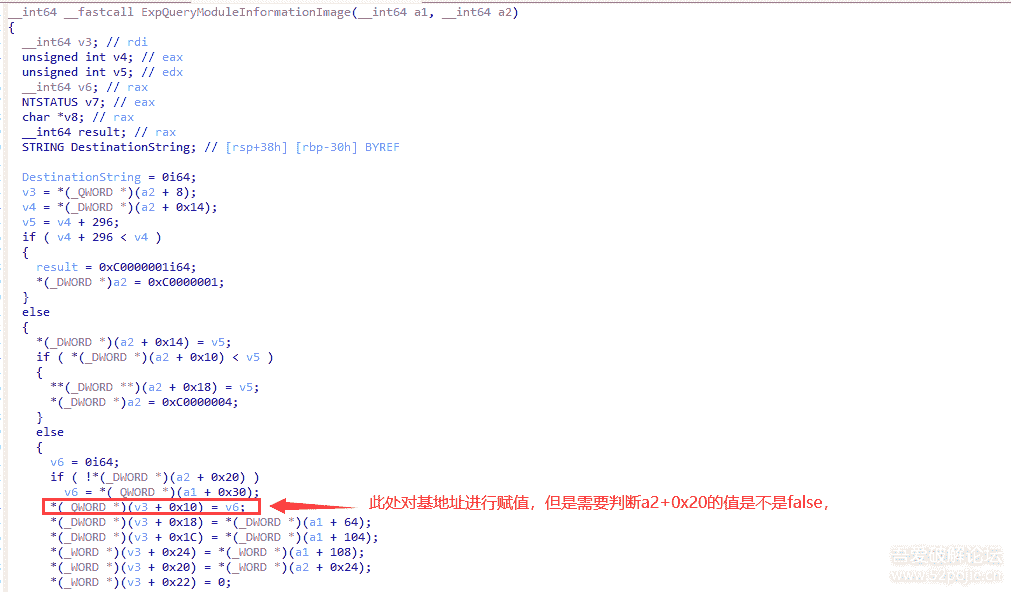 __int64 __fastcall ExpQueryModuleInformationImage(__int64 a1, __int64 a2)
{
__int64 v3; // rdi
unsigned int v4; // eax
unsigned int v5; // edx
__int64 v6; // rax
NTSTATUS v7; // eax
char *v8; // rax
__int64 result; // rax
STRING DestinationString; // [rsp+38h] [rbp-30h] BYREF
DestinationString = 0i64;
v3 = *(_QWORD *)(a2 + 8);
v4 = *(_DWORD *)(a2 + 0x14);
v5 = v4 + 296;
if ( v4 + 296 < v4 )
{
result = 0xC0000001i64;
*(_DWORD *)a2 = 0xC0000001;
}
else
{
*(_DWORD *)(a2 + 0x14) = v5;
if ( *(_DWORD *)(a2 + 0x10) < v5 )
{
**(_DWORD **)(a2 + 0x18) = v5;
*(_DWORD *)a2 = 0xC0000004;
}
else
{
v6 = 0i64;
if ( !*(_DWORD *)(a2 + 0x20) )
v6 = *(_QWORD *)(a1 + 0x30);
*(_QWORD *)(v3 + 0x10) = v6; 此处对基地址进行赋值，但是需要判断a2+0x20的值是不是false，
*(_DWORD *)(v3 + 0x18) = *(_DWORD *)(a1 + 64);
*(_DWORD *)(v3 + 0x1C) = *(_DWORD *)(a1 + 104);
*(_WORD *)(v3 + 0x24) = *(_WORD *)(a1 + 108);
*(_WORD *)(v3 + 0x20) = *(_WORD *)(a2 + 0x24);
*(_WORD *)(v3 + 0x22) = 0;
吾爱破解论坛
www.52pojie.cn